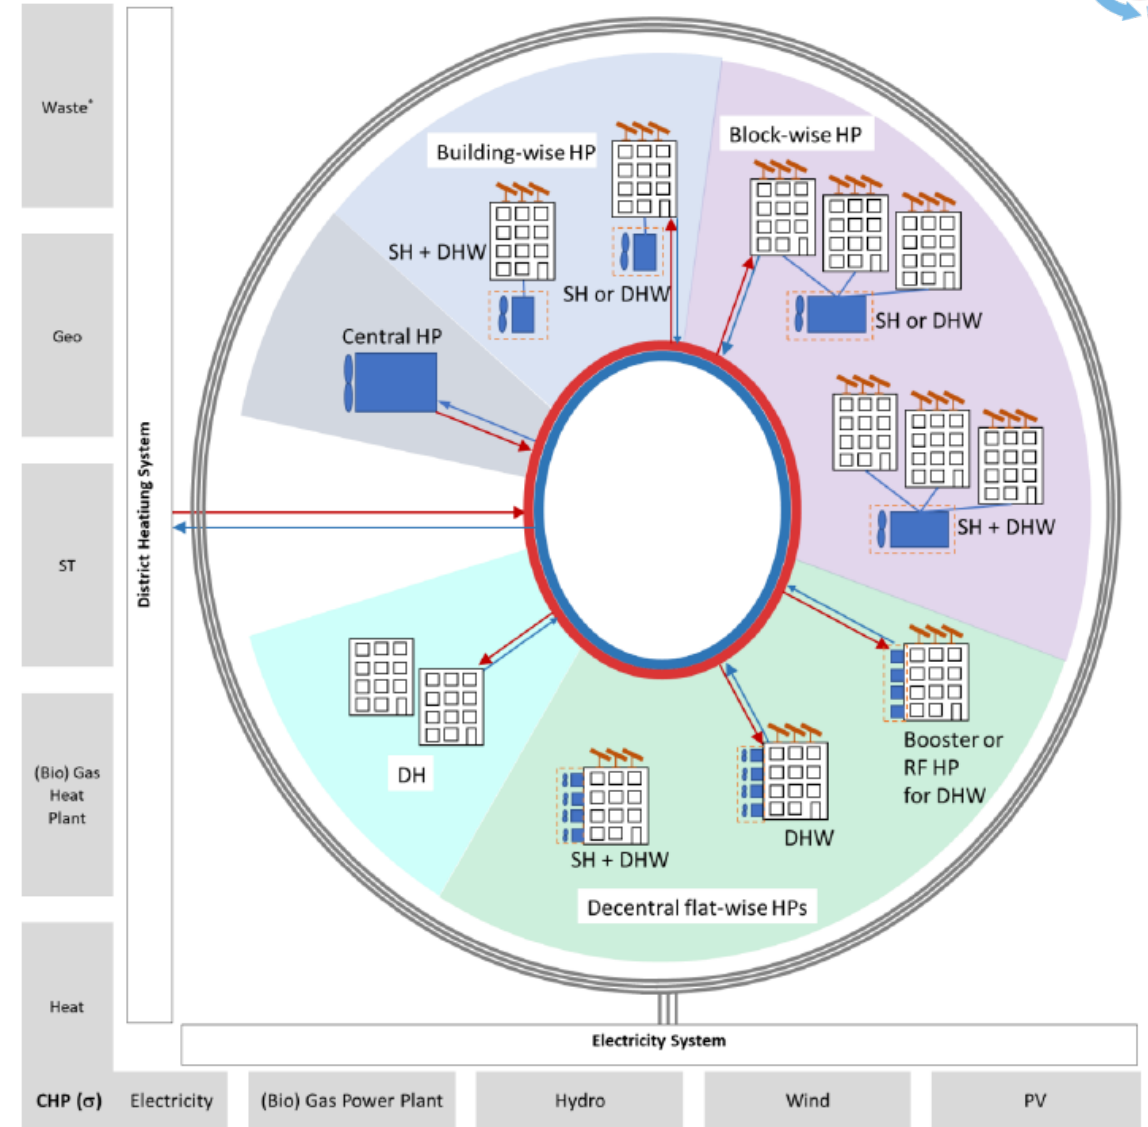 Waste*
Geo
ST
(Bio) Gas
Heat
Plant
Heat
CHP (σ)
District Heatiung System
Building-wise HP
SH + DHW
SH or DHW
Block-wise HP
SH or DHW
SH + DHW
Central HP
DH
Booster or
RF HP
for DHW
DHW
SH + DHW
Decentral flat-wise HPs
Electricity System
Electricity
(Bio) Gas Power Plant
Hydro
Wind
PV